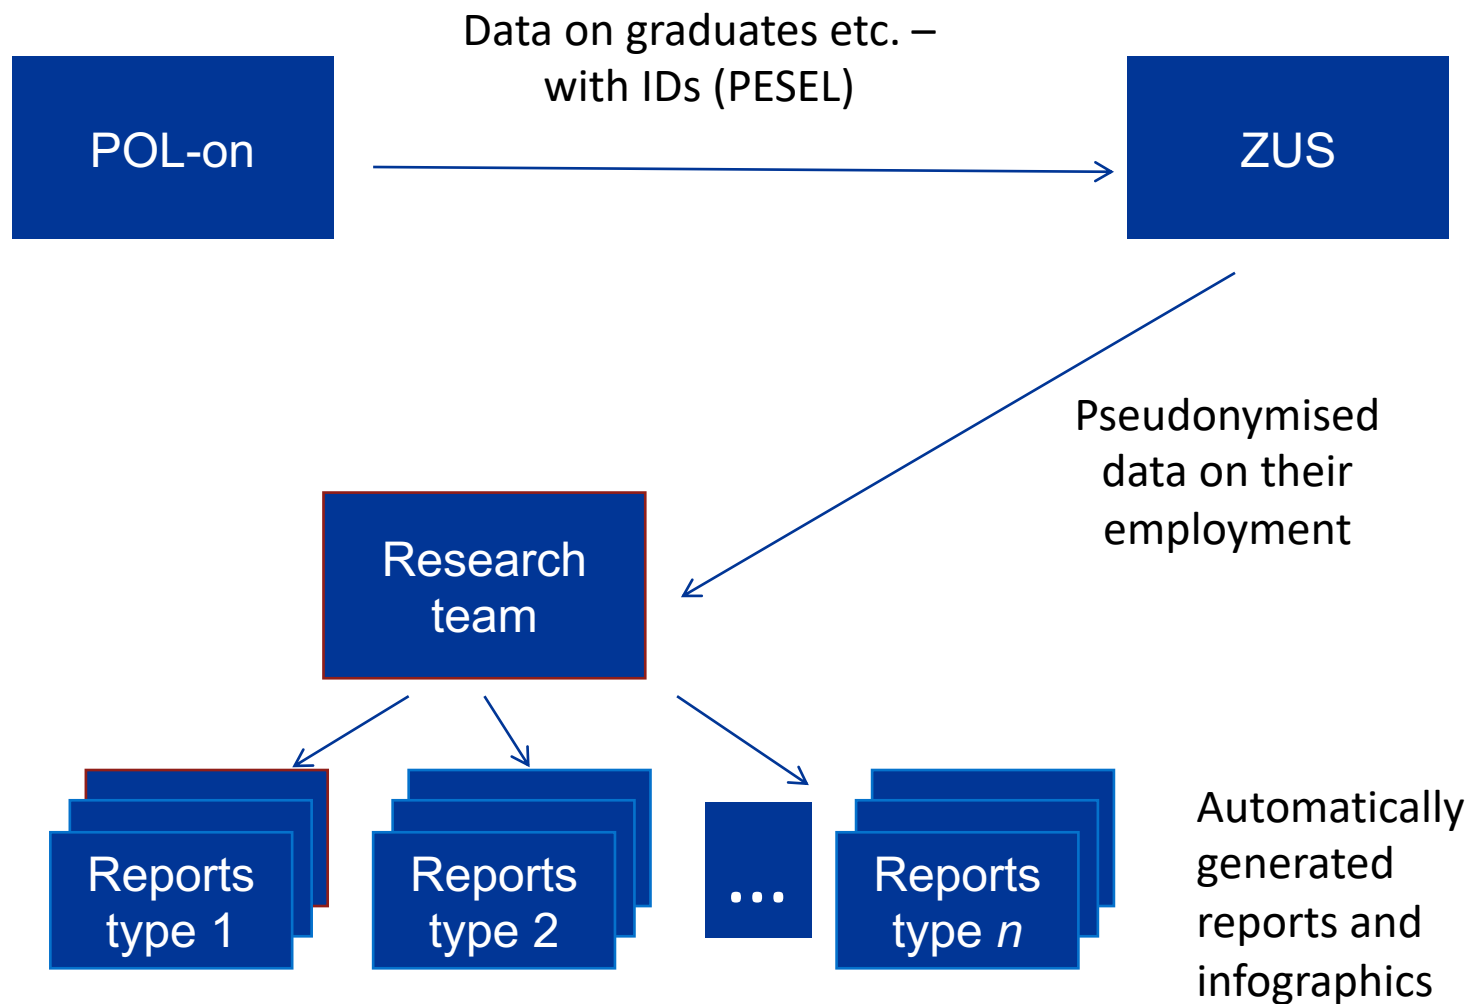 Data on graduates etc. –
with IDs (PESEL)
POL-on
ZUS
Pseudonymised
data on their
employment
Research
team
Reports
type 1
Reports
type 2
...
Reports
type n
Automatically
generated
reports and
infographics